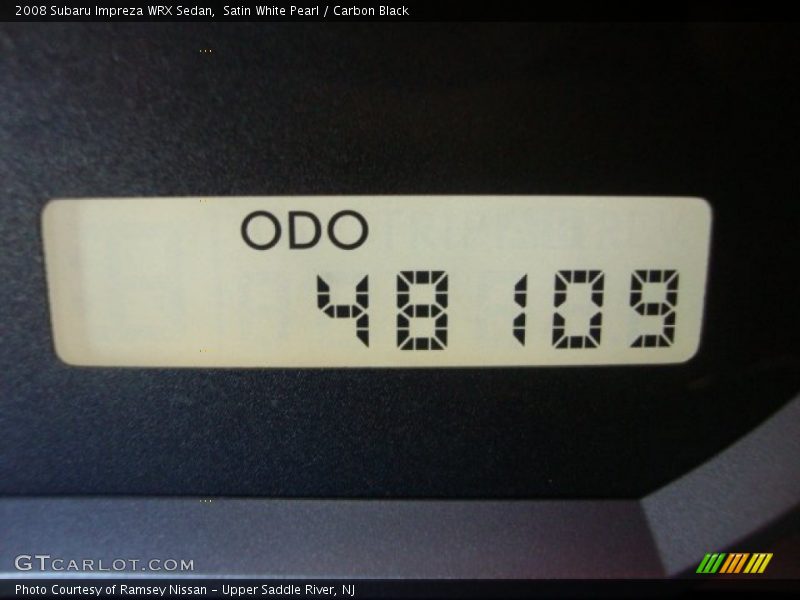 2008 Subaru Impreza WRX Sedan,  Satin White Pearl / Carbon Black
ODO
48109
GTCARLOT.COM
Photo Courtesy of Ramsey Nissan - Upper Saddle River, NJ